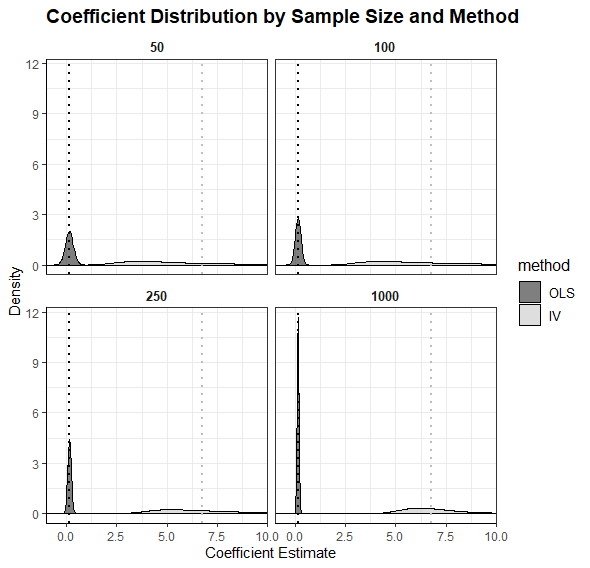 Coefficient Distribution by Sample Size and Method
50
100
12
9
6
3
0
250
1000
12
9
6
3
0
0.0 2.5 5.0 7.5 10.0 0.0 2.5 5.0 7.5 10.0
Coefficient Estimate
Density
method
OLS
IV